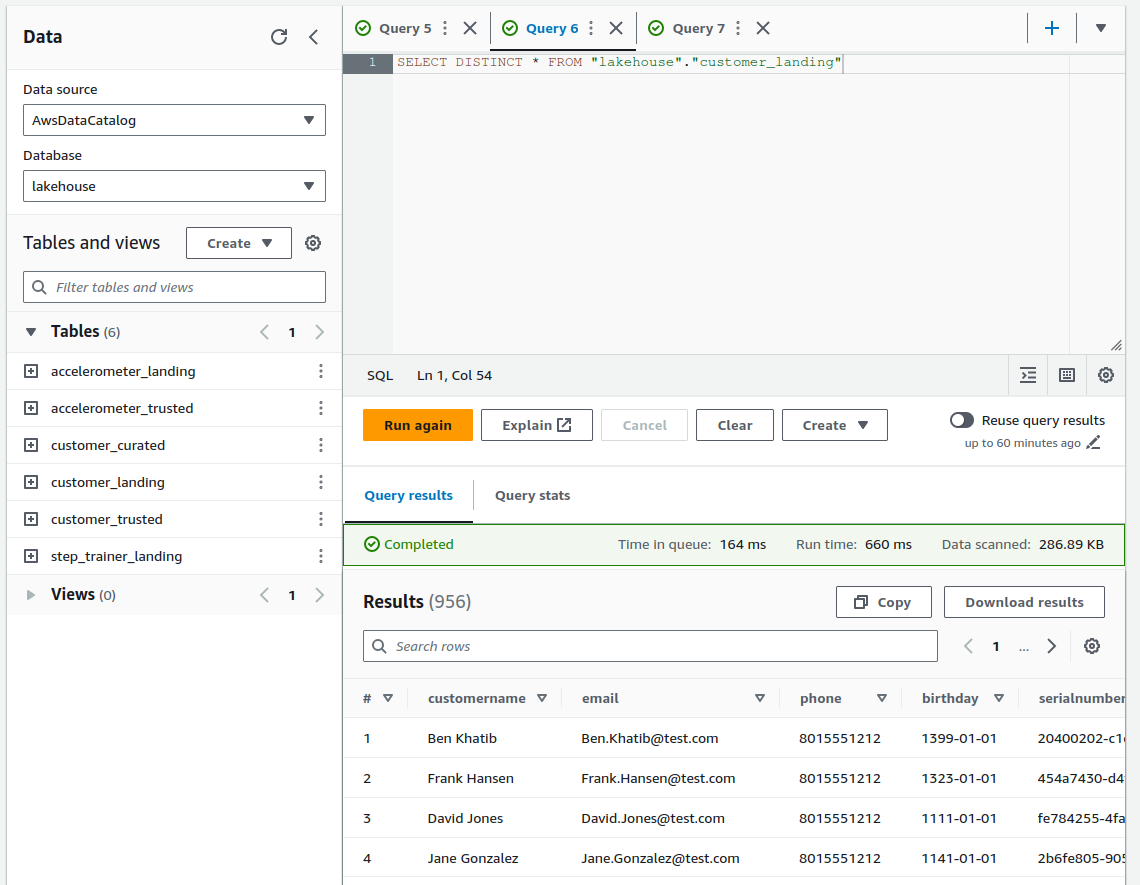 Data
Data source
AwsDataCatalog
Database
lakehouse
Tables and views
Create
Filter tables and views
Tables (6)
1
accelerometer_landing
accelerometer_trusted
customer_curated
customer_landing
customer_trusted
step_trainer_landing
Views (0)
1
Query 5
Query 6
Query 7
1 SELECT DISTINCT * FROM "lakehouse"."customer_landing"
SQL Ln 1, Col 54
Run again Explain Cancel Clear Create
Reuse query results
up to 60 minutes ago
Query results Query stats
Completed Time in queue: 164 ms Run time: 660 ms Data scanned: 286.89 KB
Results (956) Copy Download results
Search rows 1 ...
# customername email phone birthday serialnumber
1 Ben Khatib Ben.Khatib@test.com 8015551212 1399-01-01 20400202-c1
2 Frank Hansen Frank.Hansen@test.com 8015551212 1323-01-01 454a7430-d4
3 David Jones David.Jones@test.com 8015551212 1111-01-01 fe784255-4fa
4 Jane Gonzalez Jane.Gonzalez@test.com 8015551212 1141-01-01 2b6fe805-905